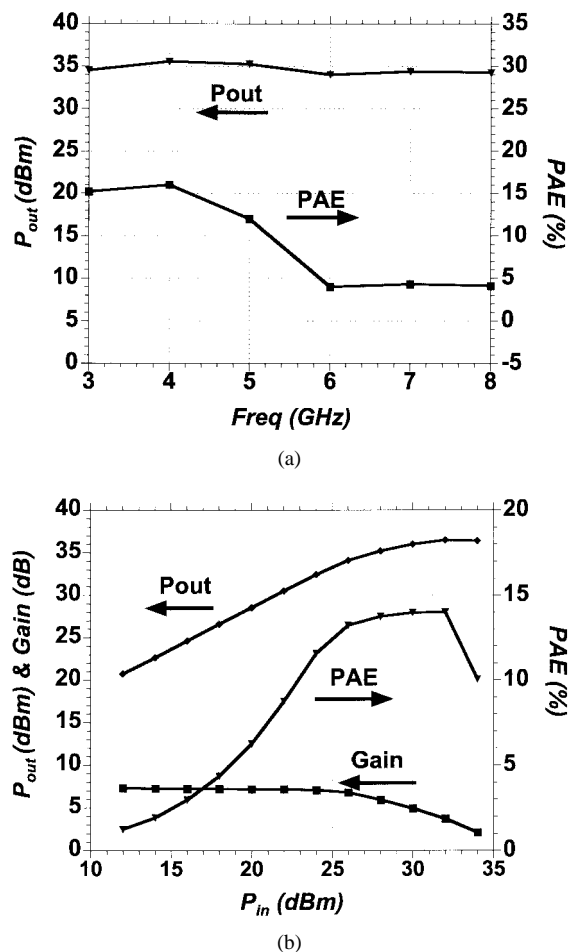 40
35
30
25
20
15
10
5
0
35
30
25
20
15
10
5
0
-5
Pout
PAE
P_out (dBm)
PAE (%)
3 4 5 6 7 8
Freq (GHz)
(a)
40
35
30
25
20
15
10
5
0
20
15
10
5
0
Pout
PAE
Gain
P_out (dBm) & Gain (dB)
PAE (%)
10 15 20 25 30 35
P_in (dBm)
(b)